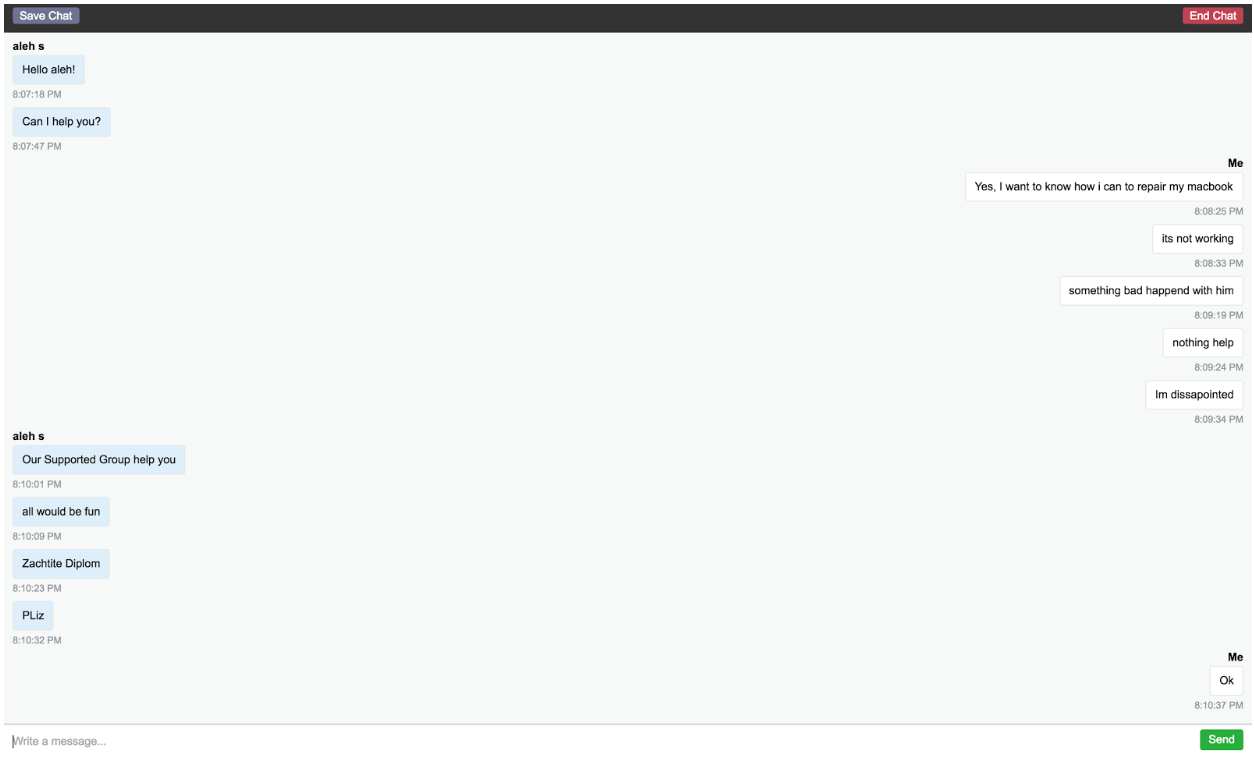 Save Chat
End Chat
aleh s
Hello aleh!
8:07:18 PM
Can I help you?
8:07:47 PM
Me
Yes, I want to know how i can to repair my macbook
8:08:25 PM
its not working
8:08:33 PM
something bad happend with him
8:09:19 PM
nothing help
8:09:24 PM
Im dissapointed
8:09:34 PM
aleh s
Our Supported Group help you
8:10:01 PM
all would be fun
8:10:09 PM
Zachtite Diplom
8:10:23 PM
PLiz
8:10:32 PM
Me
Ok
8:10:37 PM
Write a message...
Send